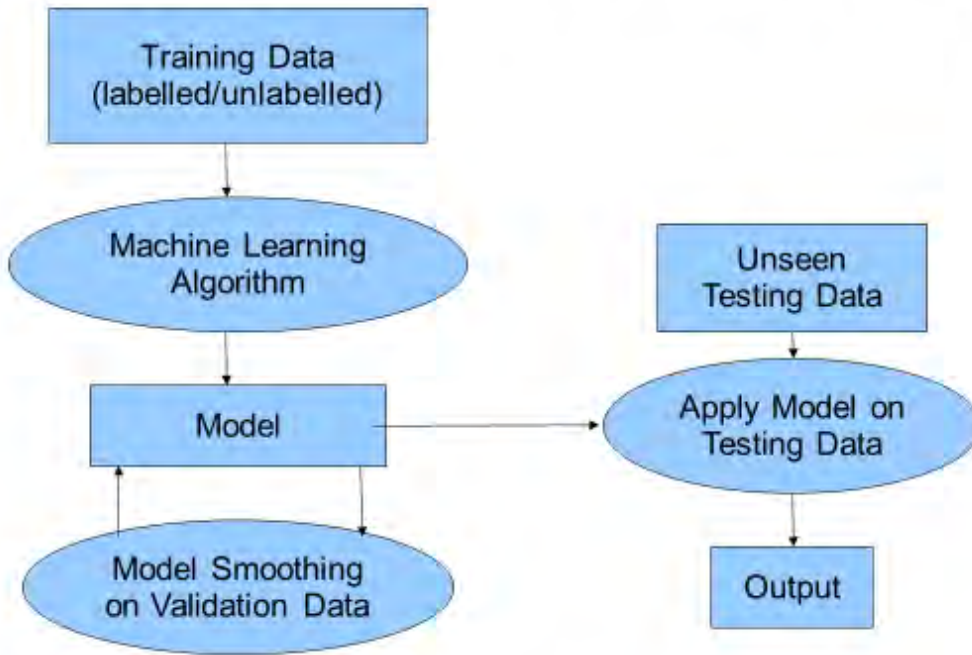 Training Data
(labelled/unlabelled)
Machine Learning
Algorithm
Model
Model Smoothing
on Validation Data
Unseen
Testing Data
Apply Model on
Testing Data
Output